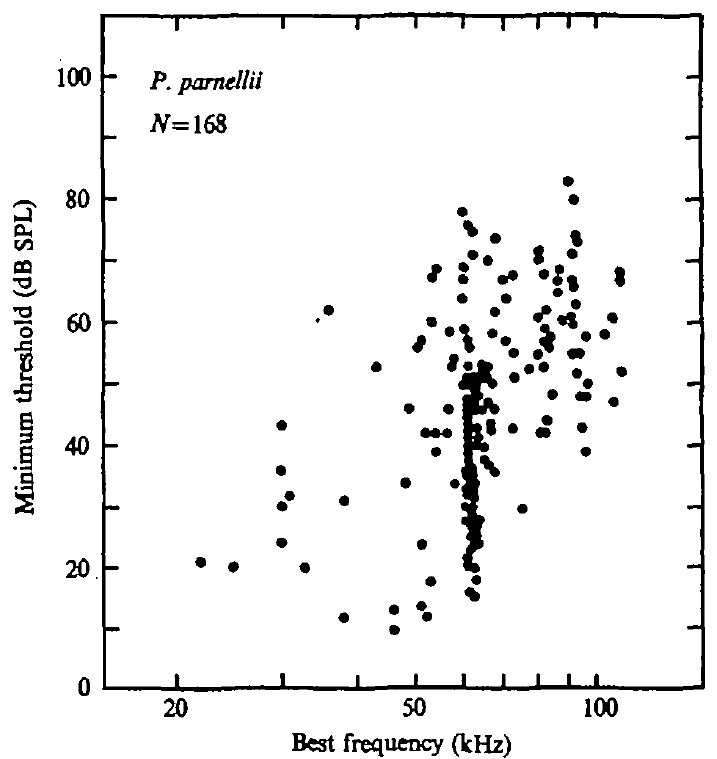 100
80
60
40
20
0
Minimum threshold (dB SPL)
P. parnellii
N=168
20 50 100
Best frequency (kHz)